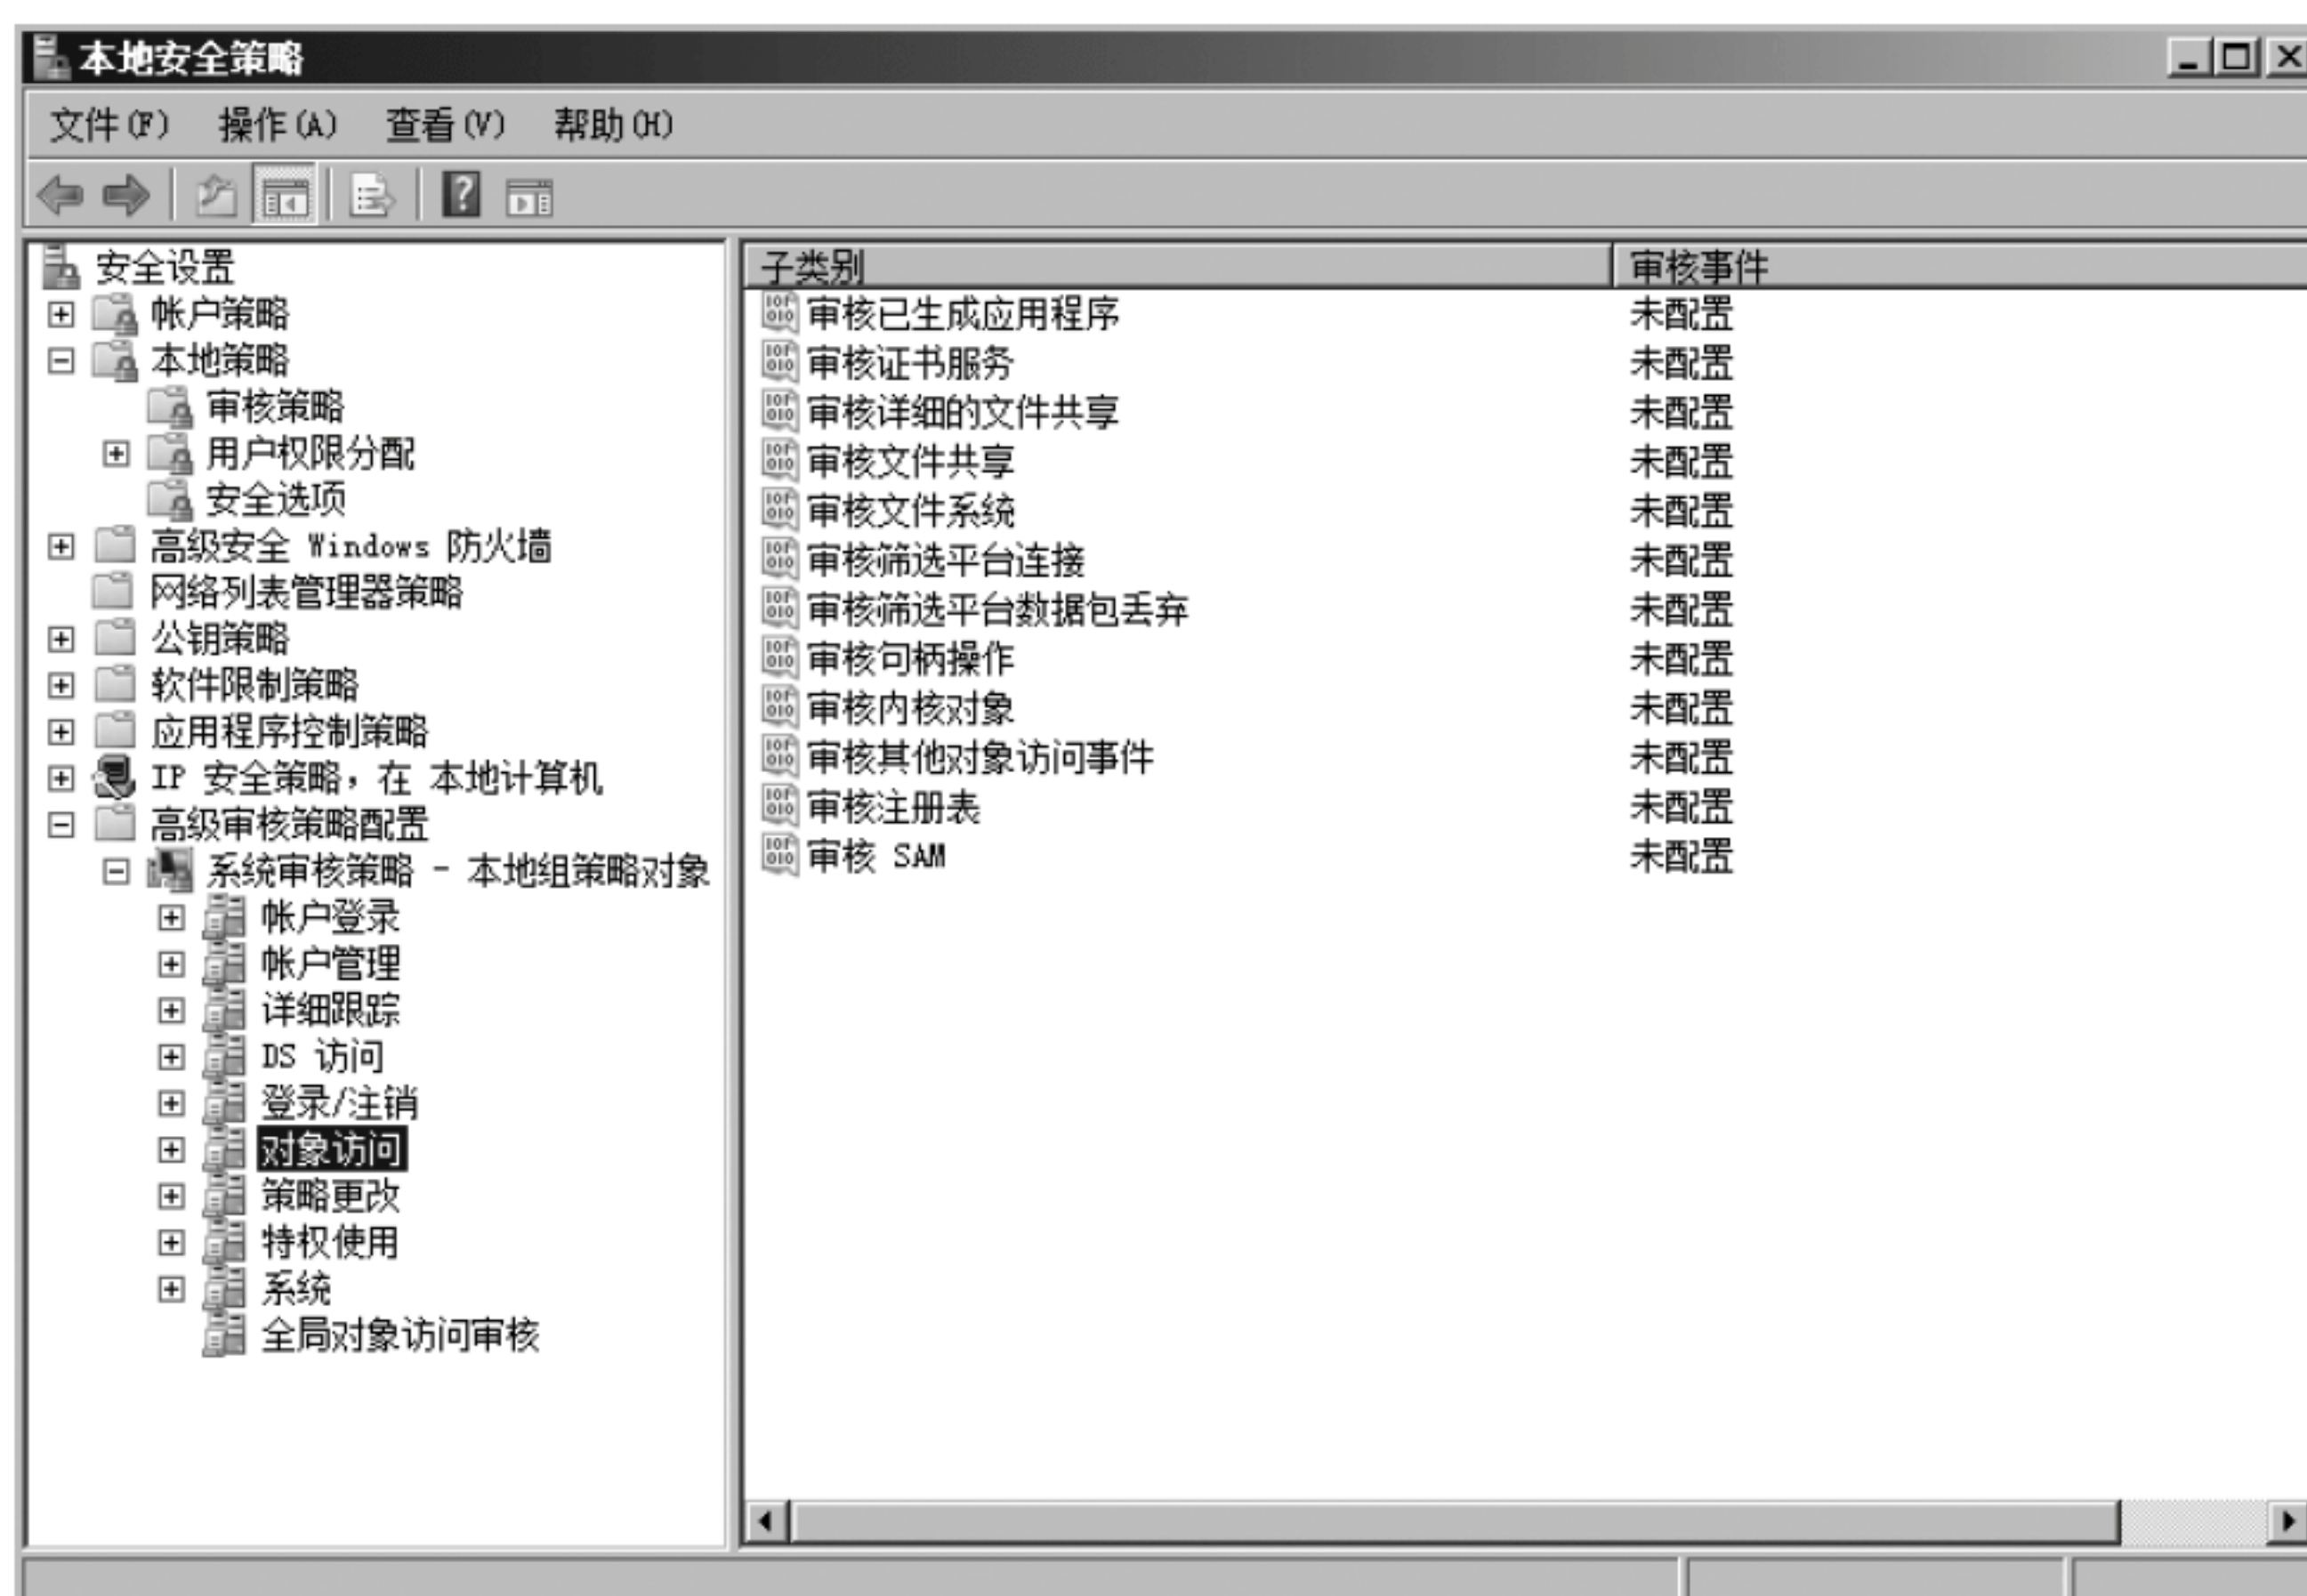 本地安全策略
文件(F) 操作(A) 查看(V) 帮助(H)
安全设置
帐户策略
本地策略
审核策略
用户权限分配
安全选项
高级安全 Windows 防火墙
网络列表管理器策略
公钥策略
软件限制策略
应用程序控制策略
IP 安全策略，在 本地计算机
高级审核策略配置
系统审核策略 - 本地组策略对象
帐户登录
帐户管理
详细跟踪
DS 访问
登录/注销
对象访问
策略更改
特权使用
系统
全局对象访问审核
子类别 审核事件
审核已生成应用程序 未配置
审核证书服务 未配置
审核详细的文件共享 未配置
审核文件共享 未配置
审核文件系统 未配置
审核筛选平台连接 未配置
审核筛选平台数据包丢弃 未配置
审核句柄操作 未配置
审核内核对象 未配置
审核其他对象访问事件 未配置
审核注册表 未配置
审核 SAM 未配置